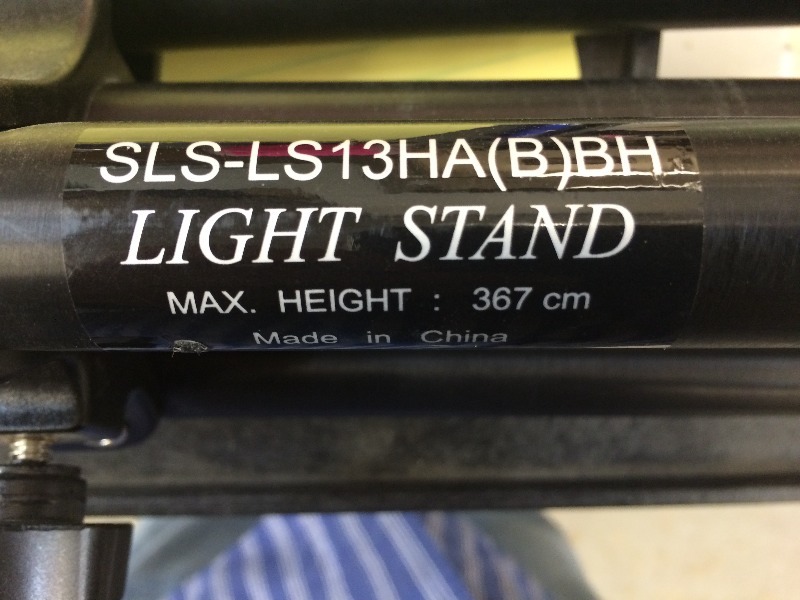 SLS-LS13HA(B)BH
LIGHT STAND
MAX. HEIGHT : 367 cm
Made in China